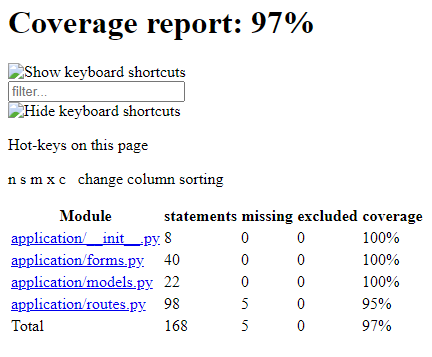 Coverage report: 97%
Show keyboard shortcuts
filter...
Hide keyboard shortcuts
Hot-keys on this page
n s m x c change column sorting
Module statements missing excluded coverage
application/__init__.py 8 0 0 100%
application/forms.py 40 0 0 100%
application/models.py 22 0 0 100%
application/routes.py 98 5 0 95%
Total 168 5 0 97%